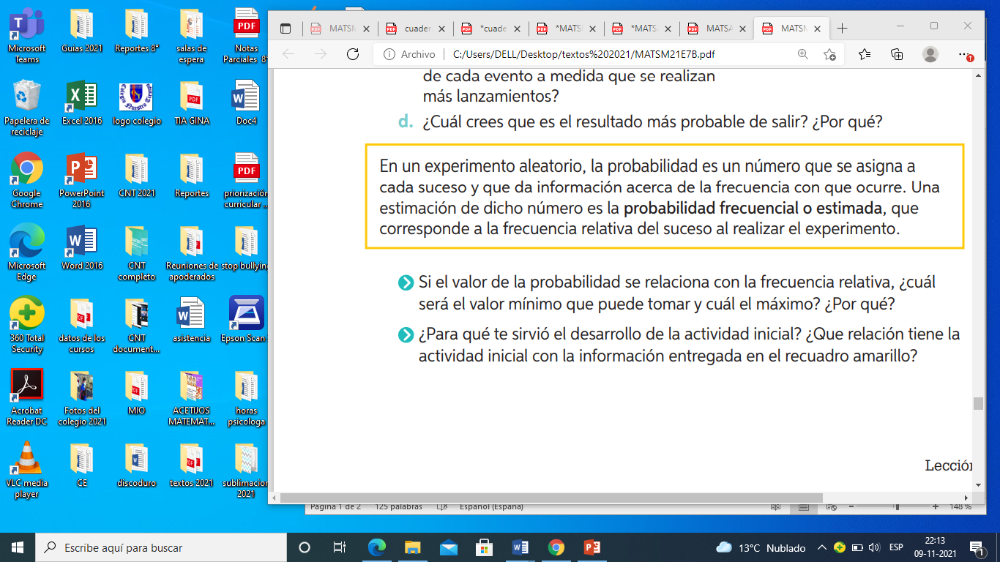 Microsoft
Teams
Guias 2021
Reportes 8°
salas de
espera
Notas
Parciales 8°
Papelera de
reciclaje
Excel 2016
logo colegio
TIA GINA
Doc4
Google
Chrome
PowerPoint
2016
CNT 2021
Reportes
priorización
curricular ...
Microsoft
Edge
Word 2016
CNT
completo
Reuniones de
apoderados
stop bullying
360 Total
Security
datos de los
cursos
CNT
document...
asistencia
Epson Scan
Acrobat
Reader DC
Fotos del
colegio 2021
MIO
ACETIJOS
MATEMAT...
horas
psicologa
VLC media
player
CE
discoduro
textos 2021
sublimacion
2021
MATSM
cuader
*cuade
*MATS
*MATS
MATSA
MATSM
Archivo | C:/Users/DELL/Desktop/textos%202021/MATSM21E7B.pdf
de cada evento a medida que se realizan
más lanzamientos?
d. ¿Cuál crees que es el resultado más probable de salir? ¿Por qué?
En un experimento aleatorio, la probabilidad es un número que se asigna a
cada suceso y que da información acerca de la frecuencia con que ocurre. Una
estimación de dicho número es la probabilidad frecuencial o estimada, que
corresponde a la frecuencia relativa del suceso al realizar el experimento.
Si el valor de la probabilidad se relaciona con la frecuencia relativa, ¿cuál
será el valor mínimo que puede tomar y cuál el máximo? ¿Por qué?
¿Para qué te sirvió el desarrollo de la actividad inicial? ¿Que relación tiene la
actividad inicial con la información entregada en el recuadro amarillo?
Lección
Página 1 de 2 125 palabras Español (España) 148 %
Escribe aquí para buscar
13°C Nublado
ESP
22:13
09-11-2021
1